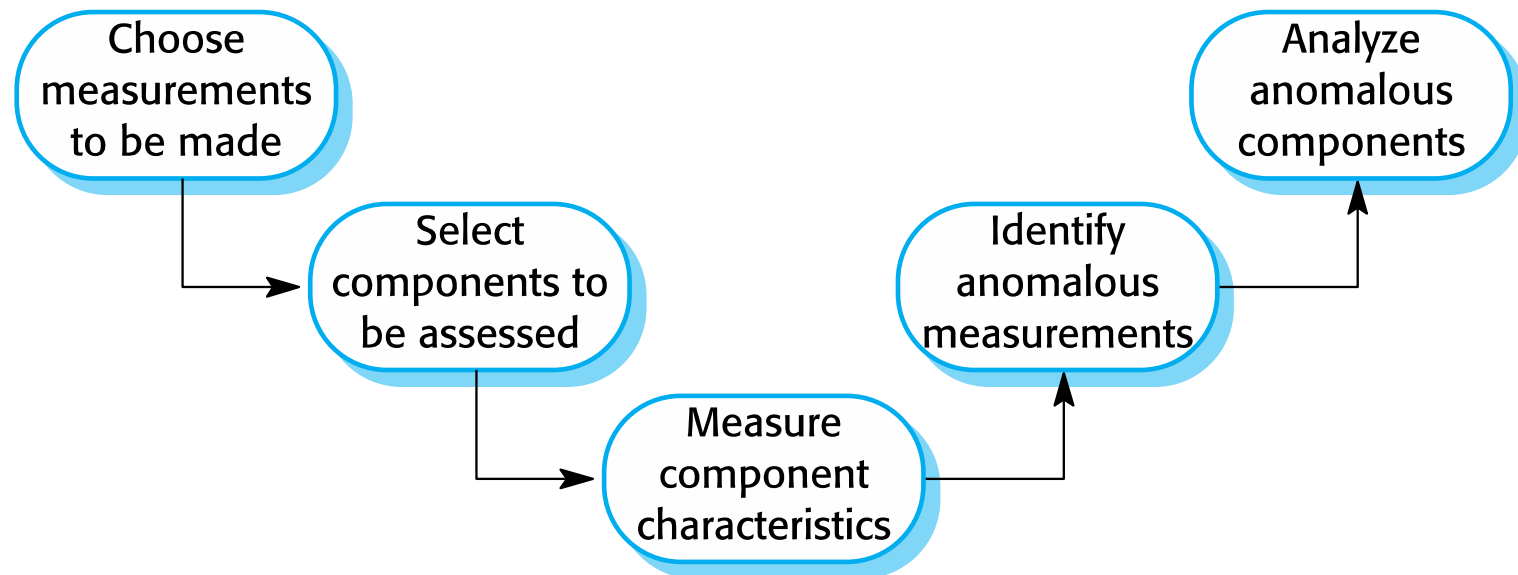 Choose
measurements
to be made
Select
components to
be assessed
Measure
component
characteristics
Identify
anomalous
measurements
Analyze
anomalous
components